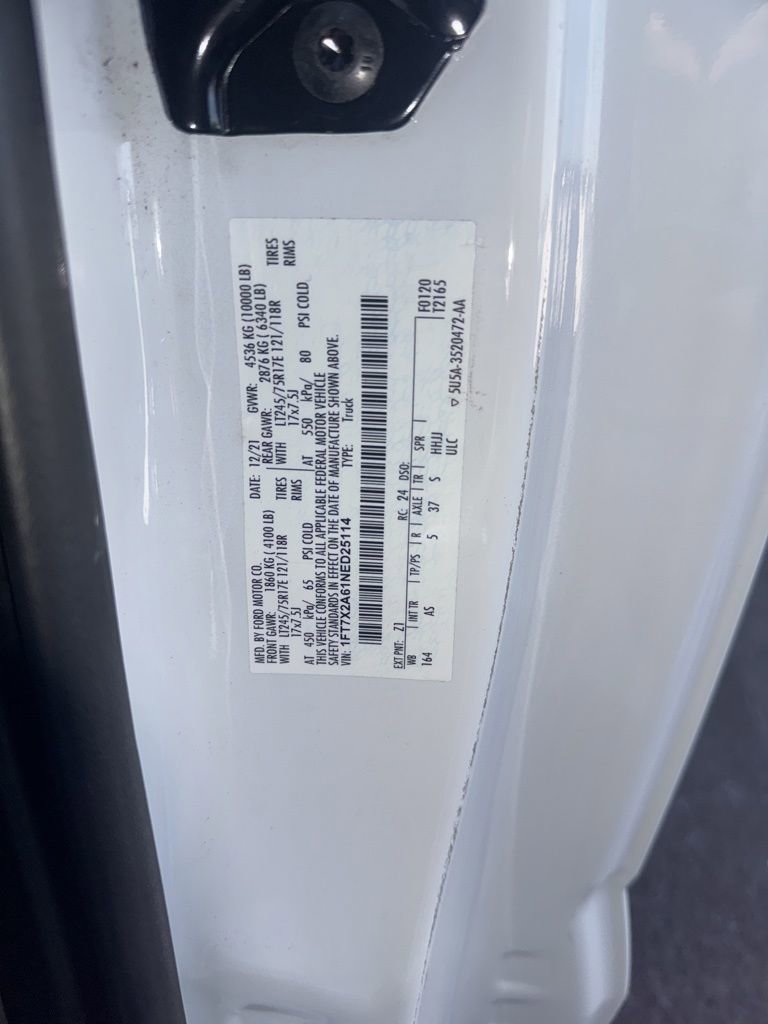 MFD. BY FORD MOTOR CO. DATE: 12/21 GVWR: 4536 KG (10000 LB)
FRONT GAWR: 1860 KG ( 4100 LB) REAR GAWR: 2876 KG ( 6340 LB)
WITH LT245/75R17E 121/118R TIRES WITH LT245/75R17E 121/118R TIRES
17x7.5J RIMS 17x7.5J RIMS
AT 450 kPa/ 65 PSI COLD AT 550 kPa/ 80 PSI COLD.
THIS VEHICLE CONFORMS TO ALL APPLICABLE FEDERAL MOTOR VEHICLE
SAFETY STANDARDS IN EFFECT ON THE DATE OF MANUFACTURE SHOWN ABOVE.
VIN: 1FT7X2A61NED25114 TYPE: Truck
EXT PNT: Z1 RC: 24 DSO: F0120
WB INT TR TP/PS R AXLE TR SPR T2165
164 AS 5 37 S HHJJ
ULC 5U5A-3520472-AA